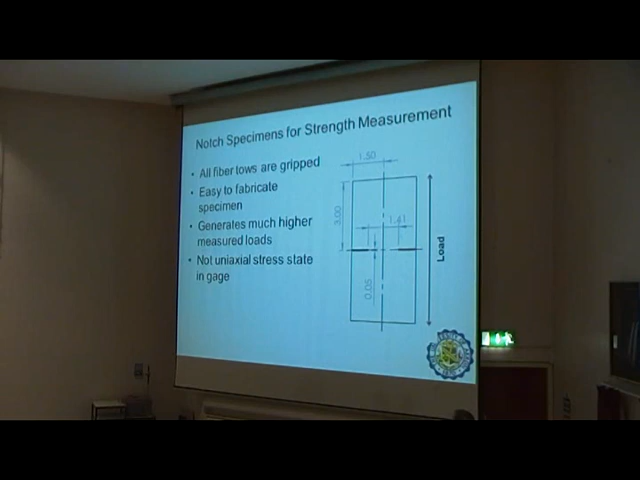 Notch Specimens for Strength Measurement
• All fiber tows are gripped
• Easy to fabricate
specimen
• Generates much higher
measured loads
• Not uniaxial stress state
in gage
1.50
3.00
1.41
0.05
Load